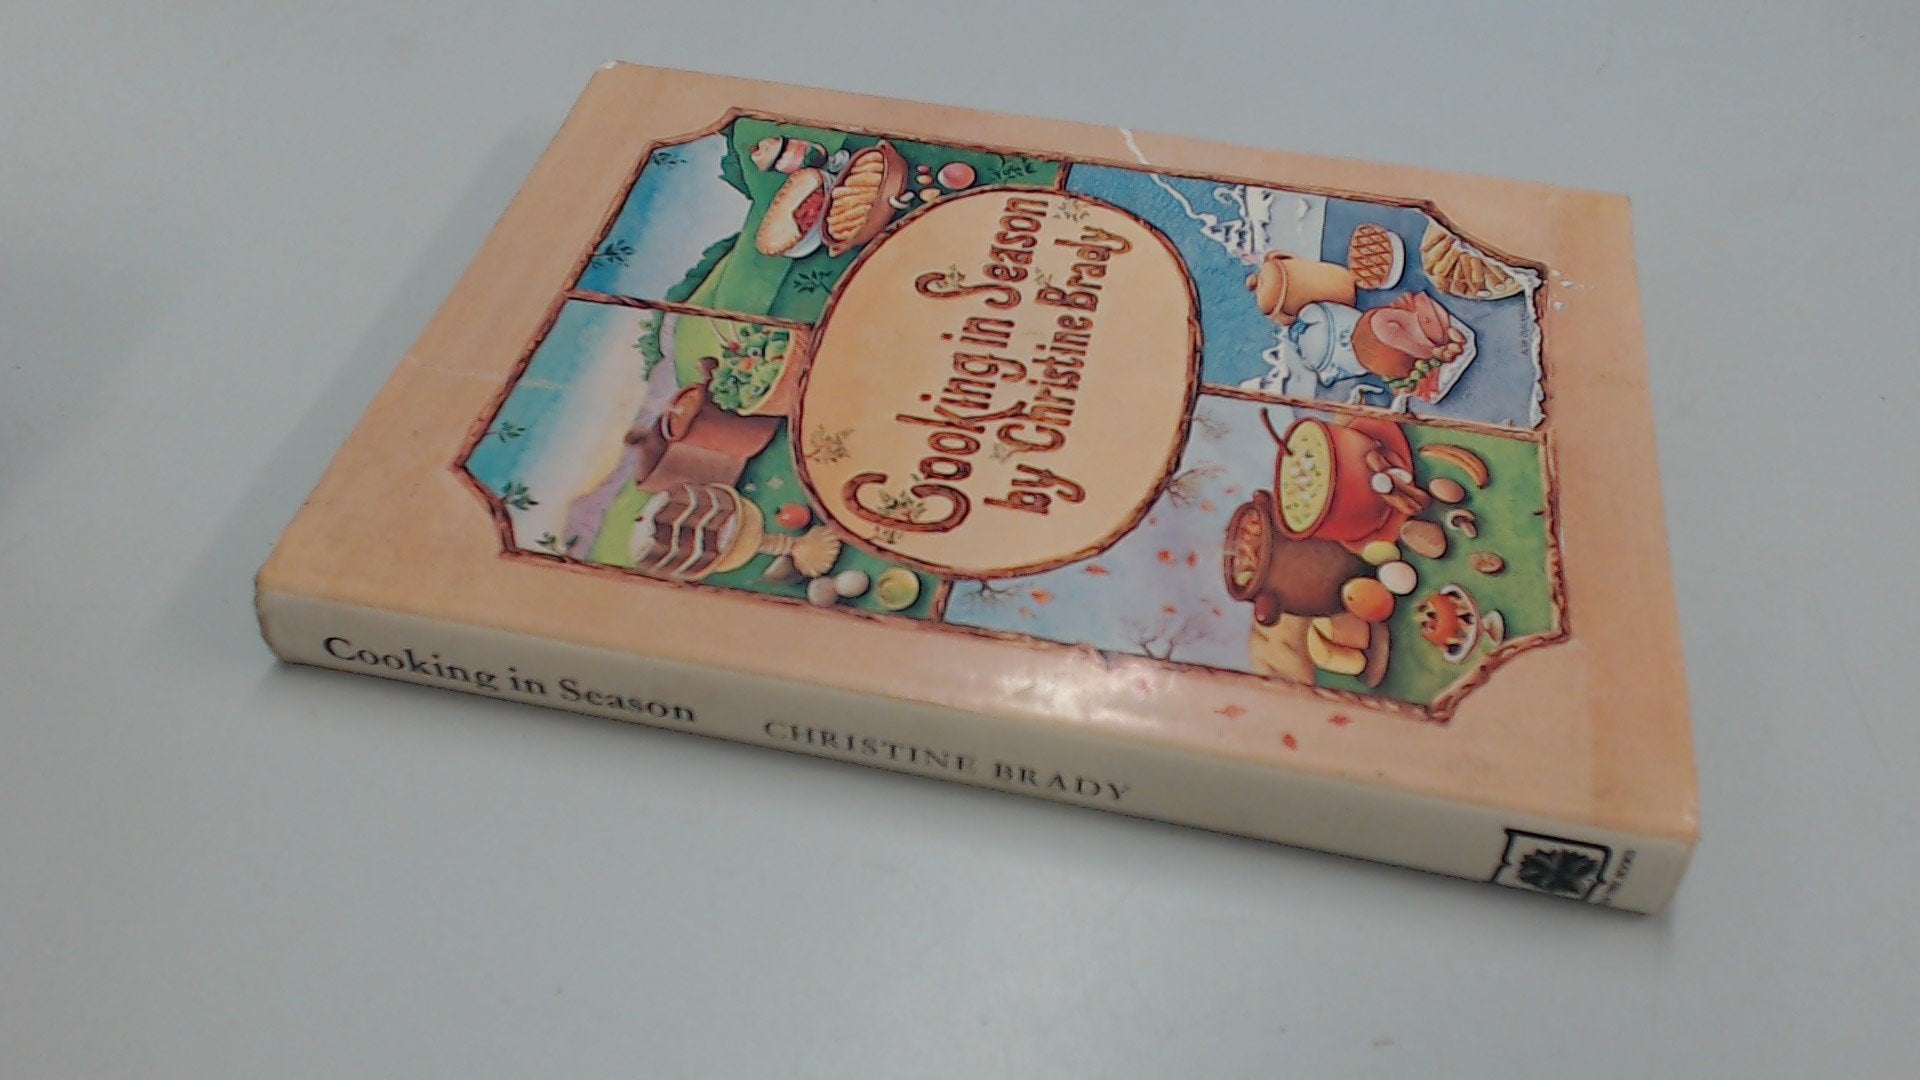 Cooking in Season
by Christine Brady
Cooking in Season CHRISTINE BRADY